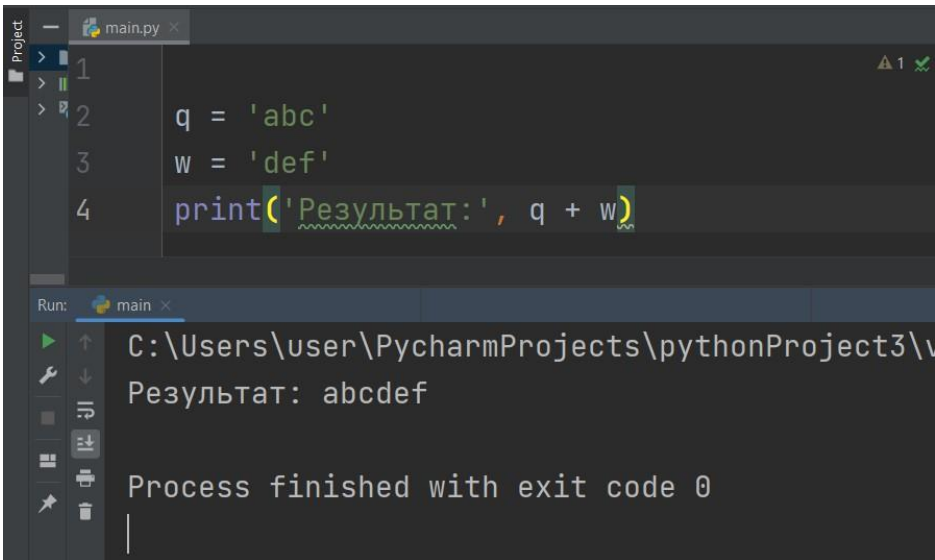 Project
main.py
1
1
2 q = 'abc'
3 w = 'def'
4 print('Результат:', q + w)
Run: main
C:\Users\user\PycharmProjects\pythonProject3\v
Результат: abcdef
Process finished with exit code 0